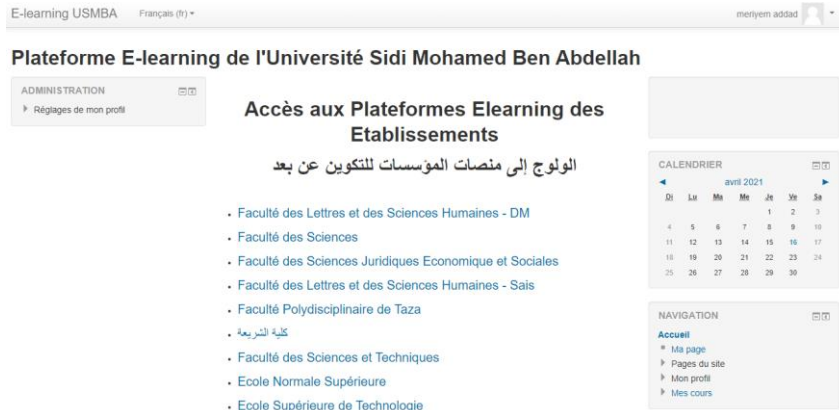 E-learning USMBA
Français (fr)
meriyem addad
Plateforme E-learning de l'Université Sidi Mohamed Ben Abdellah
ADMINISTRATION
Réglages de mon profil
Accès aux Plateformes Elearning des
Etablissements
الولوج إلى منصات المؤسسات للتكوين عن بعد
Faculté des Lettres et des Sciences Humaines - DM
Faculté des Sciences
Faculté des Sciences Juridiques Economique et Sociales
Faculté des Lettres et des Sciences Humaines - Sais
Faculté Polydisciplinaire de Taza
كلية الشريعة
Faculté des Sciences et Techniques
Ecole Normale Supérieure
Ecole Supérieure de Technologie
CALENDRIER
avril 2021
Di Lu Ma Me Je Ve Sa
1 2 3
4 5 6 7 8 9 10
11 12 13 14 15 16 17
18 19 20 21 22 23 24
25 26 27 28 29 30
NAVIGATION
Accueil
Ma page
Pages du site
Mon profil
Mes cours